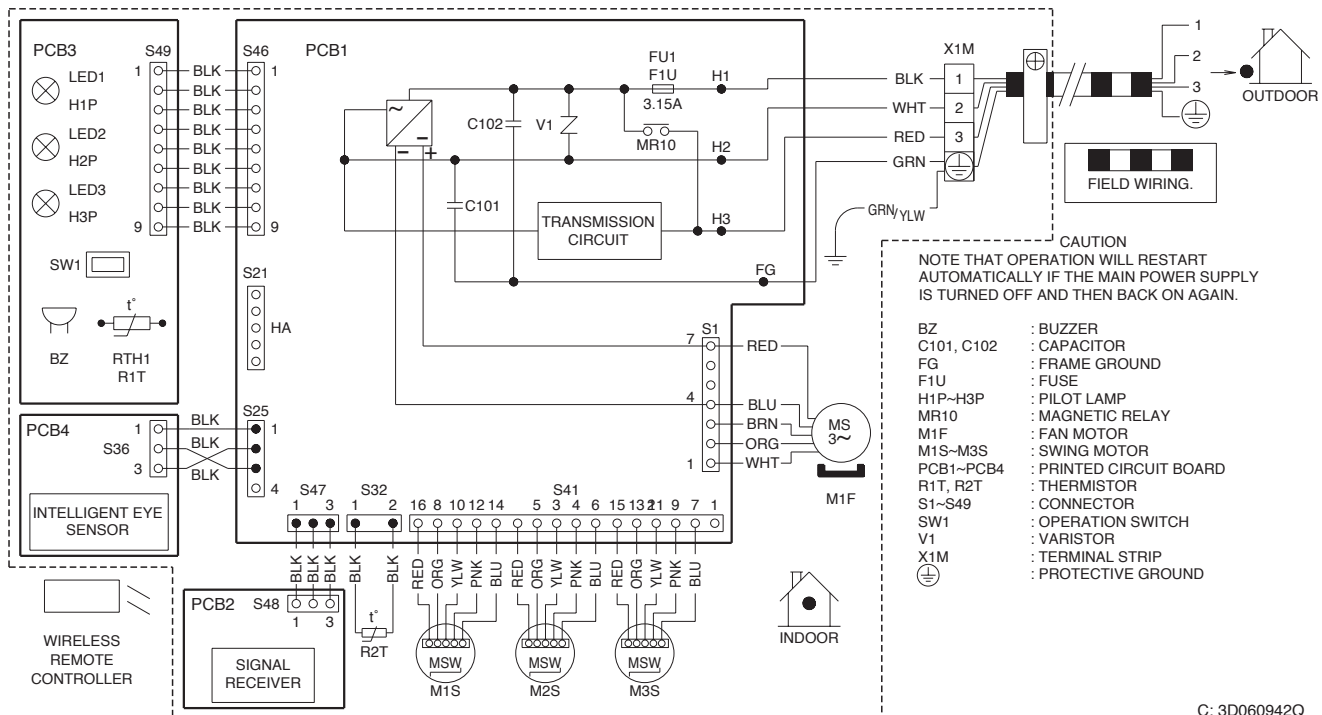 PCB3
S49
S46
PCB1
LED1
H1P
LED2
H2P
LED3
H3P
1 BLK 1
BLK
BLK
BLK
BLK
BLK
BLK
BLK
9 BLK 9
SW1
BZ
t°
RTH1
R1T
S21
HA
FU1
F1U
3.15A
H1
C102
V1
MR10
H2
C101
TRANSMISSION
CIRCUIT
H3
FG
~
−
− +
X1M
BLK 1
WHT 2
RED 3
GRN
GRN/YLW
1
2
3
OUTDOOR
FIELD WIRING.
CAUTION
NOTE THAT OPERATION WILL RESTART
AUTOMATICALLY IF THE MAIN POWER SUPPLY
IS TURNED OFF AND THEN BACK ON AGAIN.
BZ : BUZZER
C101, C102 : CAPACITOR
FG : FRAME GROUND
F1U : FUSE
H1P~H3P : PILOT LAMP
MR10 : MAGNETIC RELAY
M1F : FAN MOTOR
M1S~M3S : SWING MOTOR
PCB1~PCB4 : PRINTED CIRCUIT BOARD
R1T, R2T : THERMISTOR
S1~S49 : CONNECTOR
SW1 : OPERATION SWITCH
V1 : VARISTOR
X1M : TERMINAL STRIP
: PROTECTIVE GROUND
S1
7 RED
4 BLU
BRN
ORG
1 WHT
MS
3~
M1F
PCB4
S36
1 BLK 1
BLK
3 BLK
4
S25
INTELLIGENT EYE
SENSOR
S47
1 3
S32
1 2
S41
16 8 10 12 14 5 3 4 6 15 13 11 9 7 1
BLK BLK BLK
BLK BLK
RED ORG YLW PNK BLU
RED ORG YLW PNK BLU
RED ORG YLW PNK BLU
PCB2
S48
1 3
SIGNAL
RECEIVER
t°
R2T
MSW
M1S
MSW
M2S
MSW
M3S
INDOOR
WIRELESS
REMOTE
CONTROLLER
C: 3D060942Q